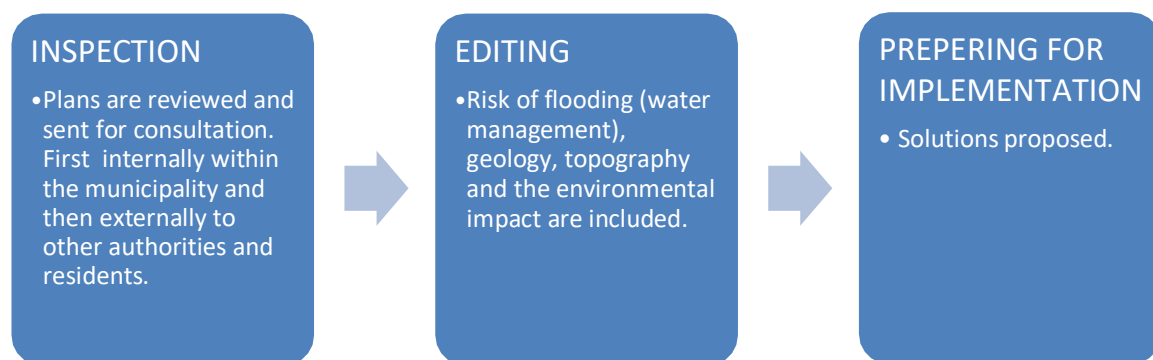 INSPECTION
•Plans are reviewed and
sent for consultation.
First  internally within
the municipality and
then externally to
other authorities and
residents.
EDITING
•Risk of flooding (water
management),
geology, topography
and the environmental
impact are included.
PREPERING FOR
IMPLEMENTATION
• Solutions proposed.